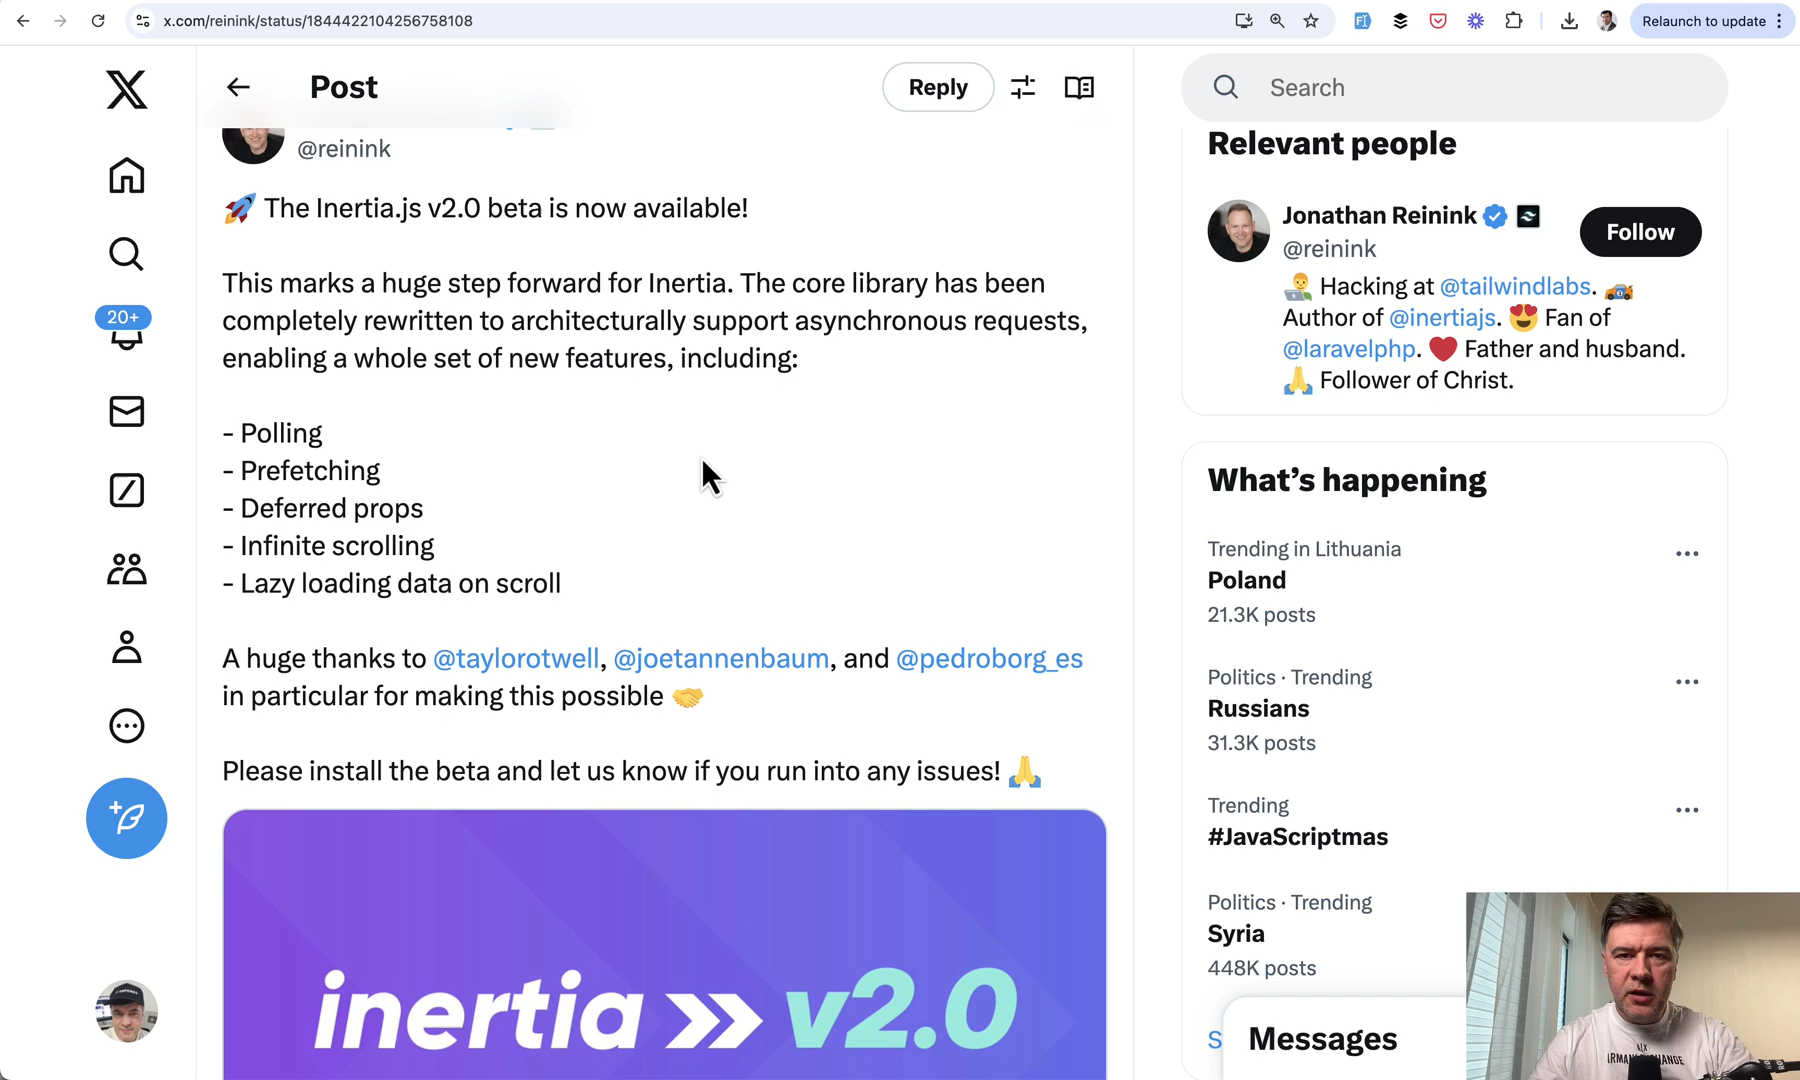 x.com/reinink/status/1844422104256758108
Relaunch to update
Post
Reply
Search
@reinink
🚀 The Inertia.js v2.0 beta is now available!
This marks a huge step forward for Inertia. The core library has been
completely rewritten to architecturally support asynchronous requests,
enabling a whole set of new features, including:
- Polling
- Prefetching
- Deferred props
- Infinite scrolling
- Lazy loading data on scroll
A huge thanks to @taylorotwell, @joetannenbaum, and @pedroborg_es
in particular for making this possible 🤝
Please install the beta and let us know if you run into any issues! 🙏
inertia » v2.0
20+
Relevant people
Jonathan Reinink
@reinink
Follow
👨‍💻 Hacking at @tailwindlabs. 🏎️
Author of @inertiajs. 😍 Fan of
@laravelphp. ❤️ Father and husband.
🙏 Follower of Christ.
What's happening
Trending in Lithuania
Poland
21.3K posts
Politics · Trending
Russians
31.3K posts
Trending
#JavaScriptmas
Politics · Trending
Syria
448K posts
S
Messages